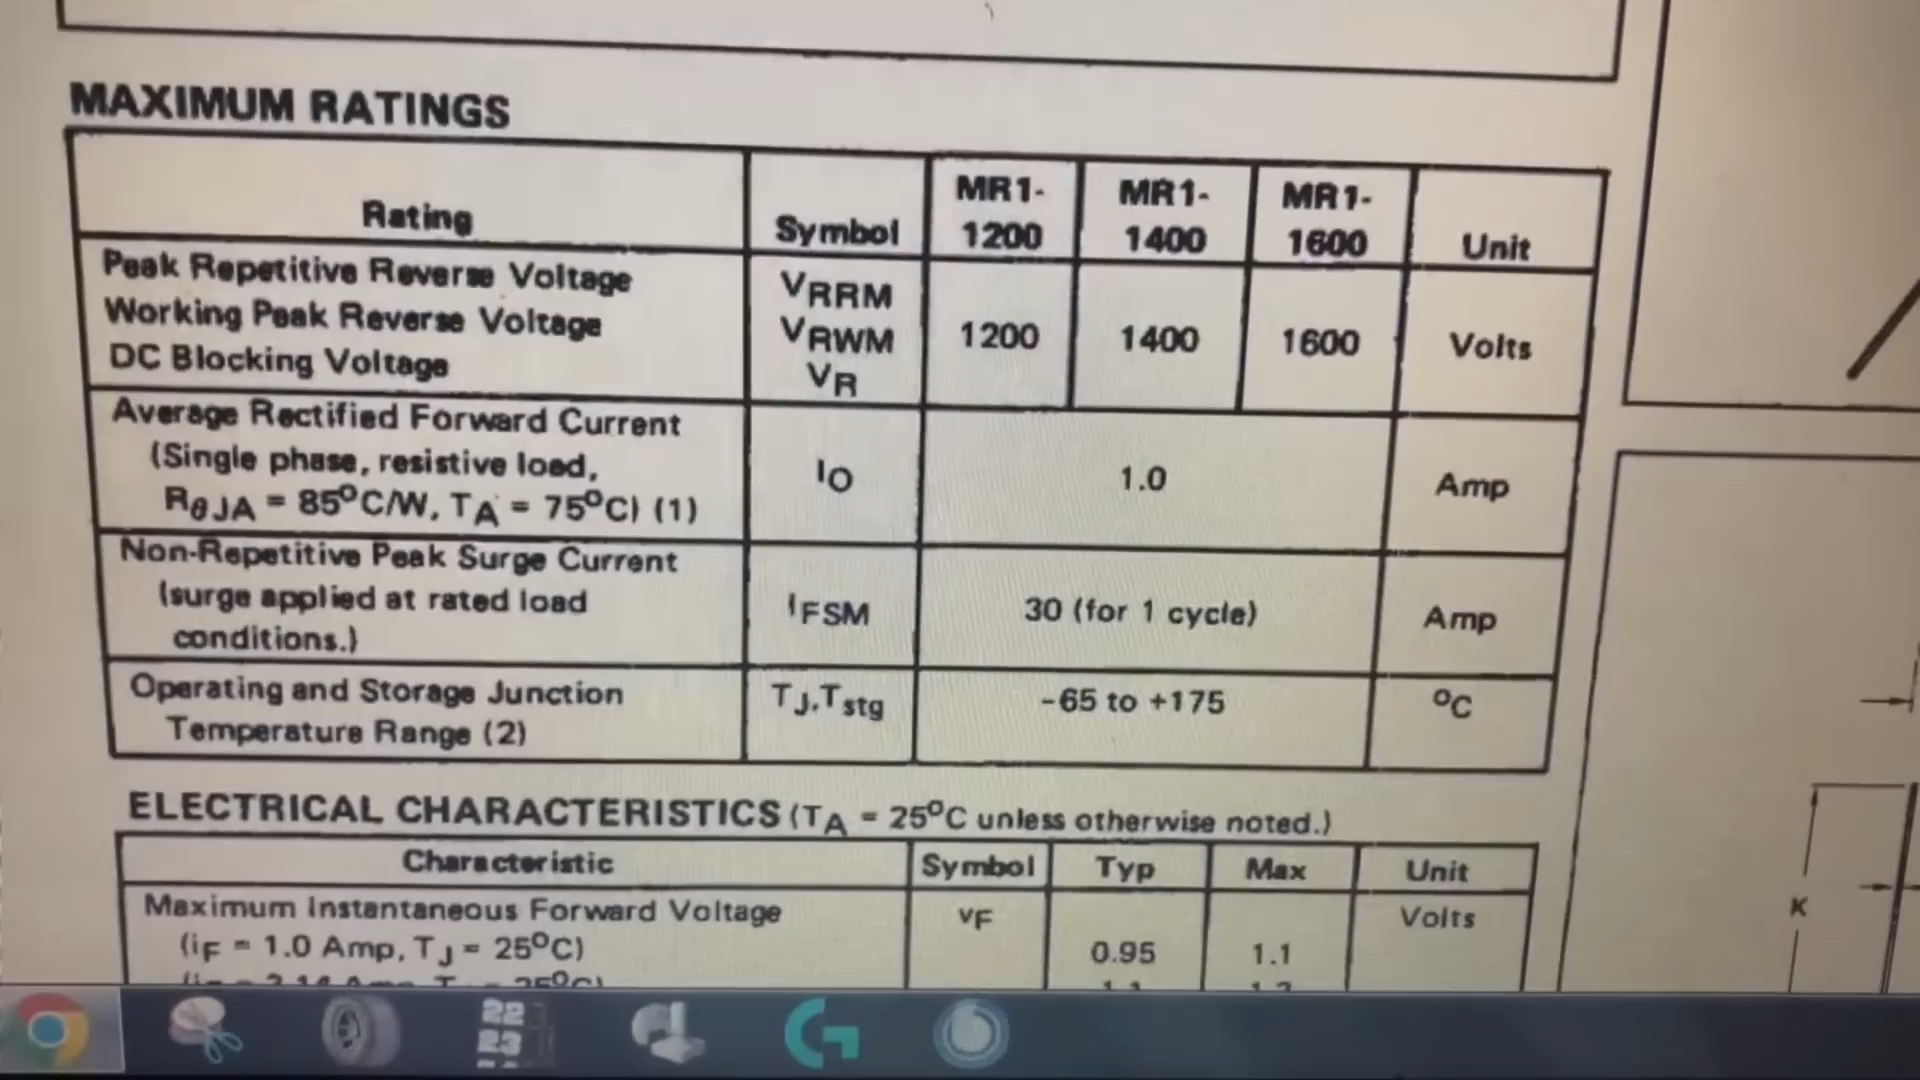 MAXIMUM RATINGS
Rating Symbol MR1-1200 MR1-1400 MR1-1600 Unit
Peak Repetitive Reverse Voltage VRRM
Working Peak Reverse Voltage VRWM 1200 1400 1600 Volts
DC Blocking Voltage VR
Average Rectified Forward Current
(Single phase, resistive load, IO 1.0 Amp
RθJA = 85°C/W, TA = 75°C) (1)
Non-Repetitive Peak Surge Current
(surge applied at rated load IFSM 30 (for 1 cycle) Amp
conditions.)
Operating and Storage Junction TJ,Tstg -65 to +175 °C
Temperature Range (2)
ELECTRICAL CHARACTERISTICS (TA = 25°C unless otherwise noted.)
Characteristic Symbol Typ Max Unit
Maximum Instantaneous Forward Voltage vF Volts
(iF = 1.0 Amp, TJ = 25°C) 0.95 1.1
K
22
23